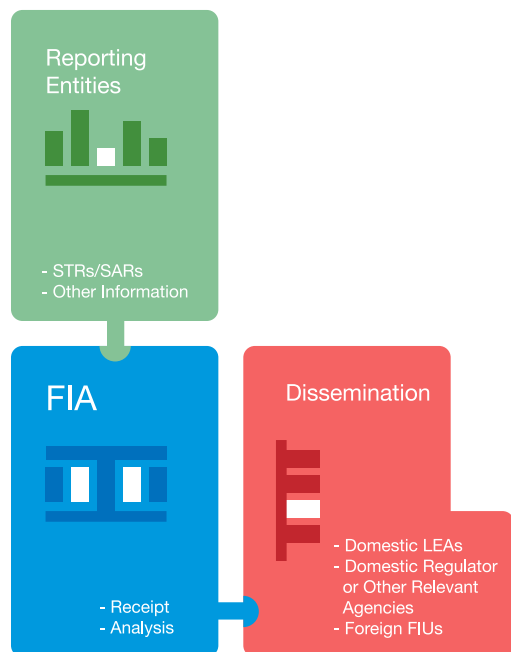 Reporting
Entities
- STRs/SARs
- Other Information
FIA
- Receipt
- Analysis
Dissemination
- Domestic LEAs
- Domestic Regulator
or Other Relevant
Agencies
- Foreign FIUs